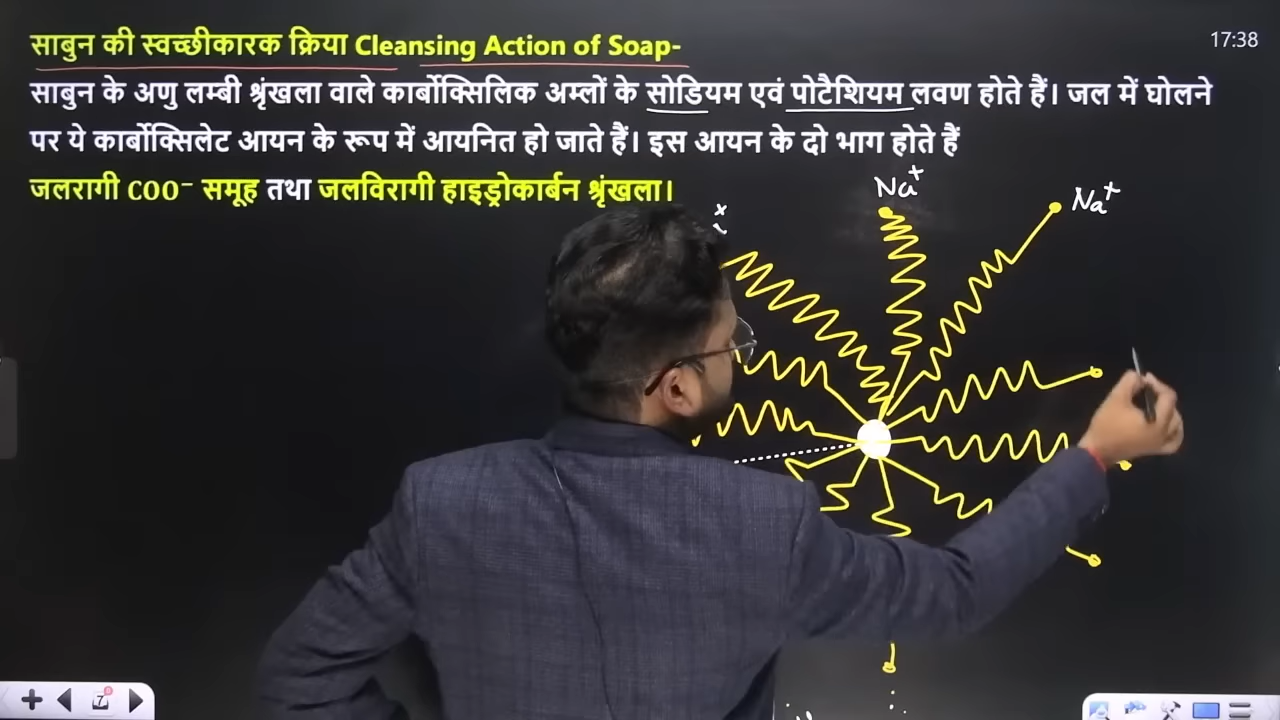 साबुन की स्वच्छीकारक क्रिया Cleansing Action of Soap-
17:38
साबुन के अणु लम्बी श्रृंखला वाले कार्बोक्सिलिक अम्लों के सोडियम एवं पोटैशियम लवण होते हैं। जल में घोलने
पर ये कार्बोक्सिलेट आयन के रूप में आयनित हो जाते हैं। इस आयन के दो भाग होते हैं
जलरागी COO⁻ समूह तथा जलविरागी हाइड्रोकार्बन श्रृंखला।
Na⁺
Na⁺
7